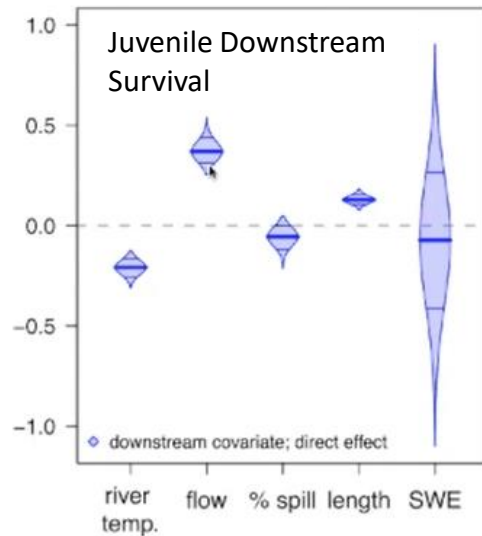 Juvenile Downstream
Survival
1.0
0.5
0.0
−0.5
−1.0
downstream covariate; direct effect
river
temp.
flow
% spill
length
SWE